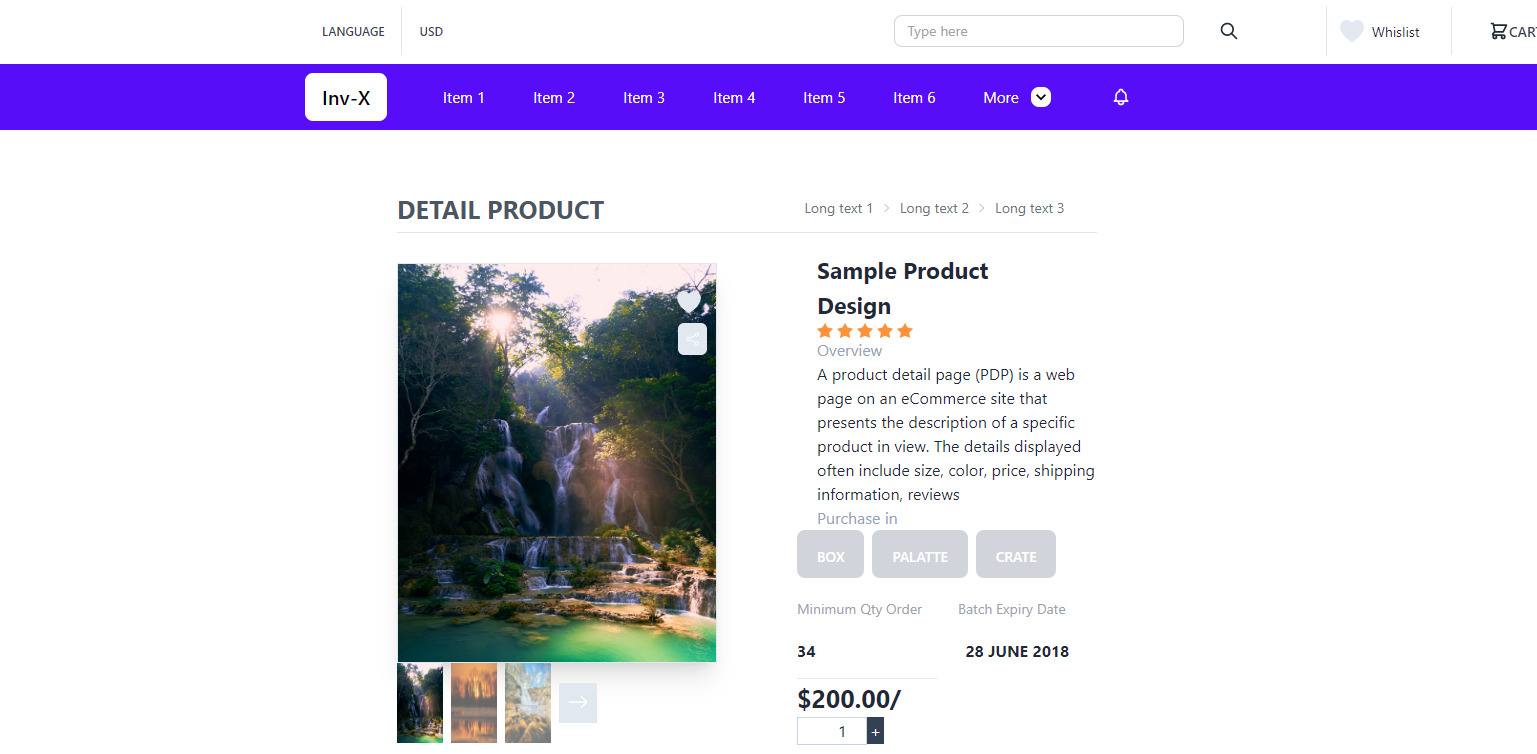 LANGUAGE USD Type here Whislist CART
Inv-X Item 1 Item 2 Item 3 Item 4 Item 5 Item 6 More
DETAIL PRODUCT Long text 1 > Long text 2 > Long text 3
Sample Product
Design
Overview
A product detail page (PDP) is a web
page on an eCommerce site that
presents the description of a specific
product in view. The details displayed
often include size, color, price, shipping
information, reviews
Purchase in
BOX PALATTE CRATE
Minimum Qty Order Batch Expiry Date
34 28 JUNE 2018
$200.00/
1 +